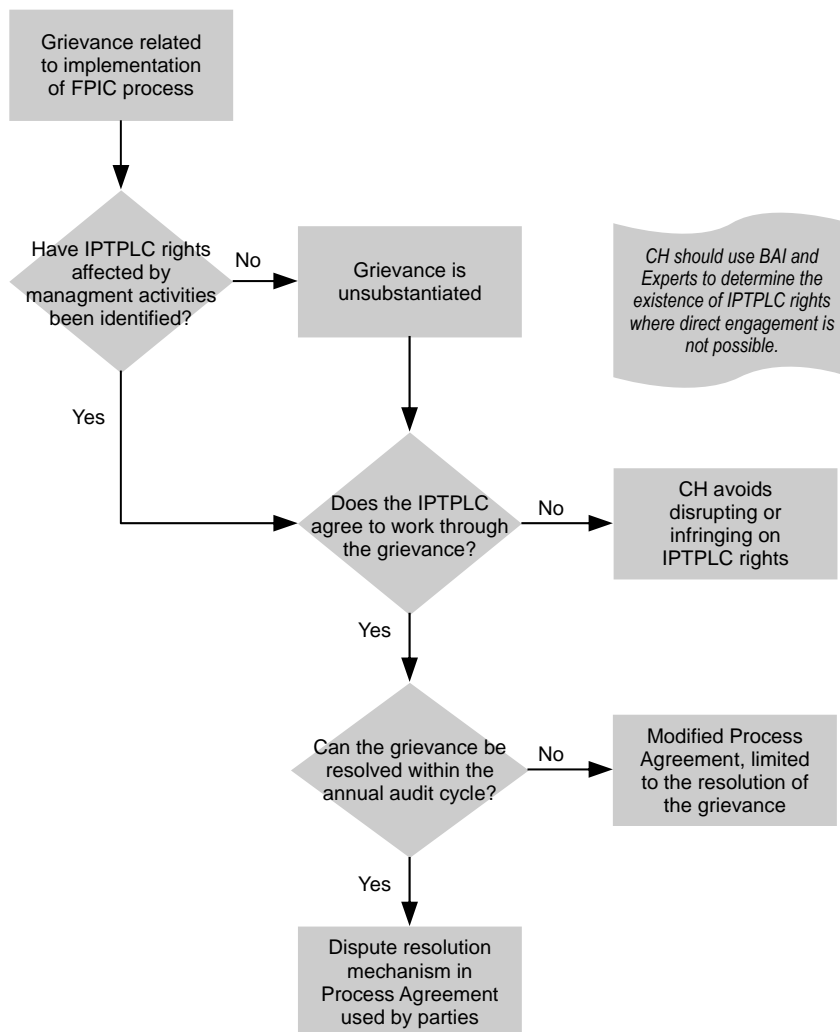 Grievance related
to implementation
of FPIC process
Have IPTPLC rights
affected by
managment activities
been identified?
No
Grievance is
unsubstantiated
CH should use BAI and
Experts to determine the
existence of IPTPLC rights
where direct engagement is
not possible.
Yes
Does the IPTPLC
agree to work through
the grievance?
No
CH avoids
disrupting or
infringing on
IPTPLC rights
Yes
Can the grievance be
resolved within the
annual audit cycle?
No
Modified Process
Agreement, limited
to the resolution of
the grievance
Yes
Dispute resolution
mechanism in
Process Agreement
used by parties